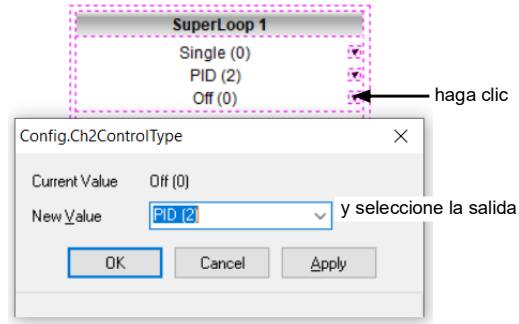 SuperLoop 1
Single (0)
PID (2)
Off (0)
haga clic
Config.Ch2ControlType
Current Value Off (0)
New Value PID (2) y seleccione la salida
OK Cancel Apply